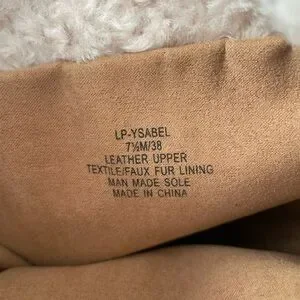 LP-YSABEL
7½M/38
LEATHER UPPER
TEXTILE/FAUX FUR LINING
MAN MADE SOLE
MADE IN CHINA